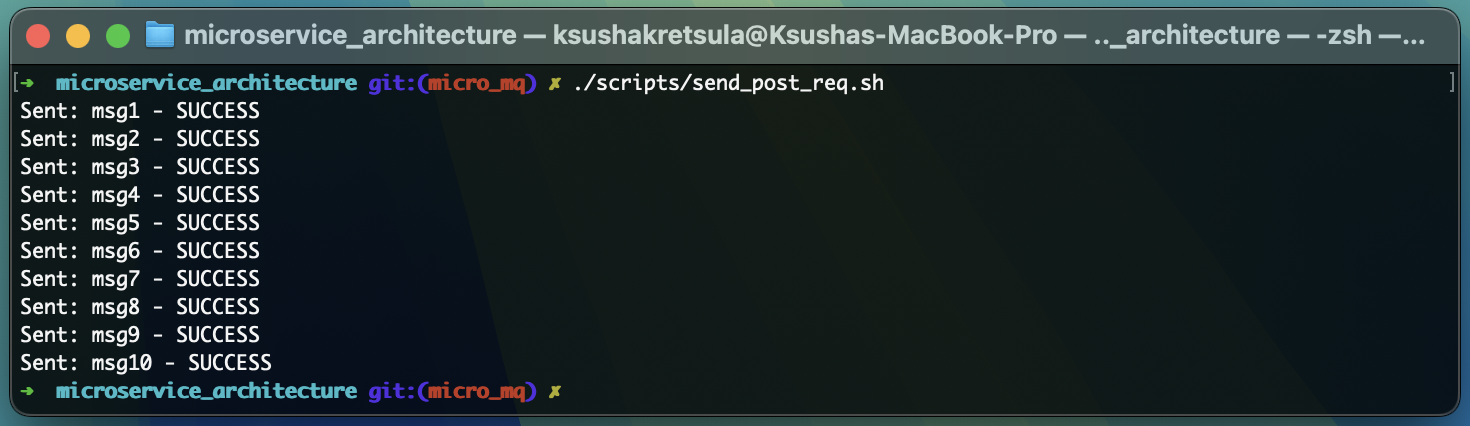 microservice_architecture — ksushakretsula@Ksushas-MacBook-Pro — .._architecture — -zsh —...
[➜  microservice_architecture git:(micro_mq) ✗ ./scripts/send_post_req.sh ]
Sent: msg1 - SUCCESS
Sent: msg2 - SUCCESS
Sent: msg3 - SUCCESS
Sent: msg4 - SUCCESS
Sent: msg5 - SUCCESS
Sent: msg6 - SUCCESS
Sent: msg7 - SUCCESS
Sent: msg8 - SUCCESS
Sent: msg9 - SUCCESS
Sent: msg10 - SUCCESS
➜  microservice_architecture git:(micro_mq) ✗